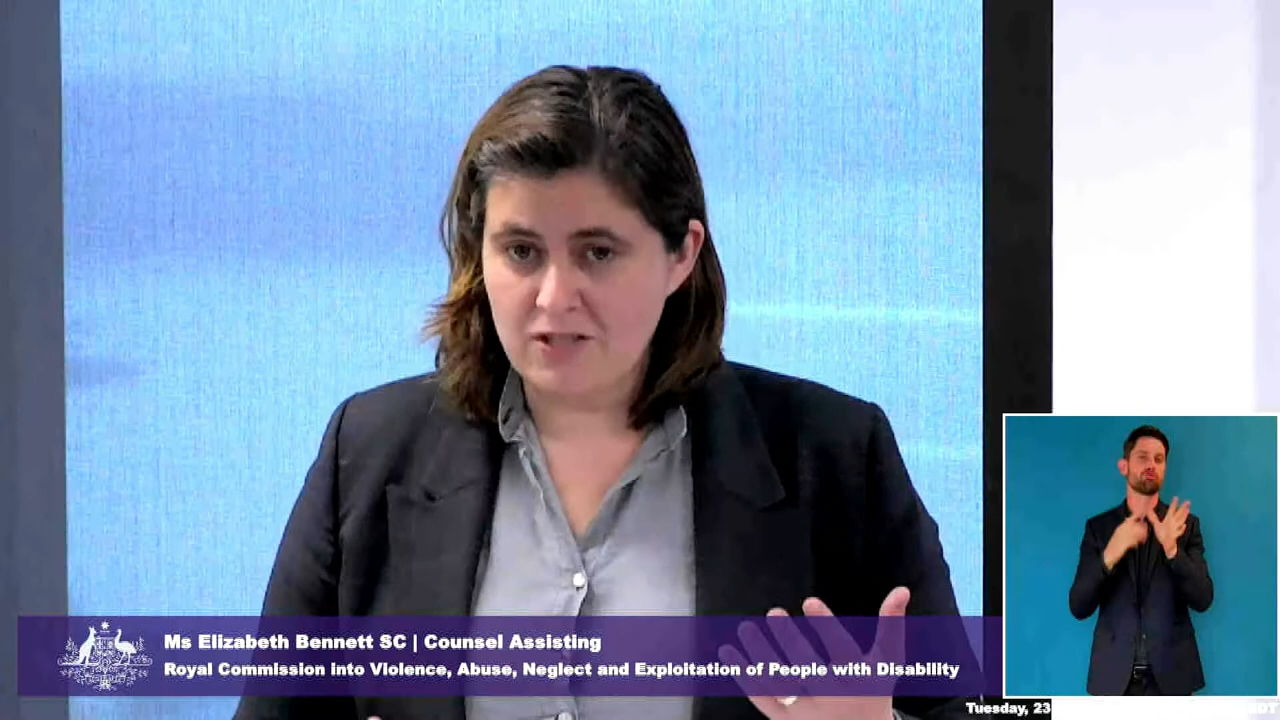 Ms Elizabeth Bennett SC | Counsel Assisting
Royal Commission into Violence, Abuse, Neglect and Exploitation of People with Disability
Tuesday, 23